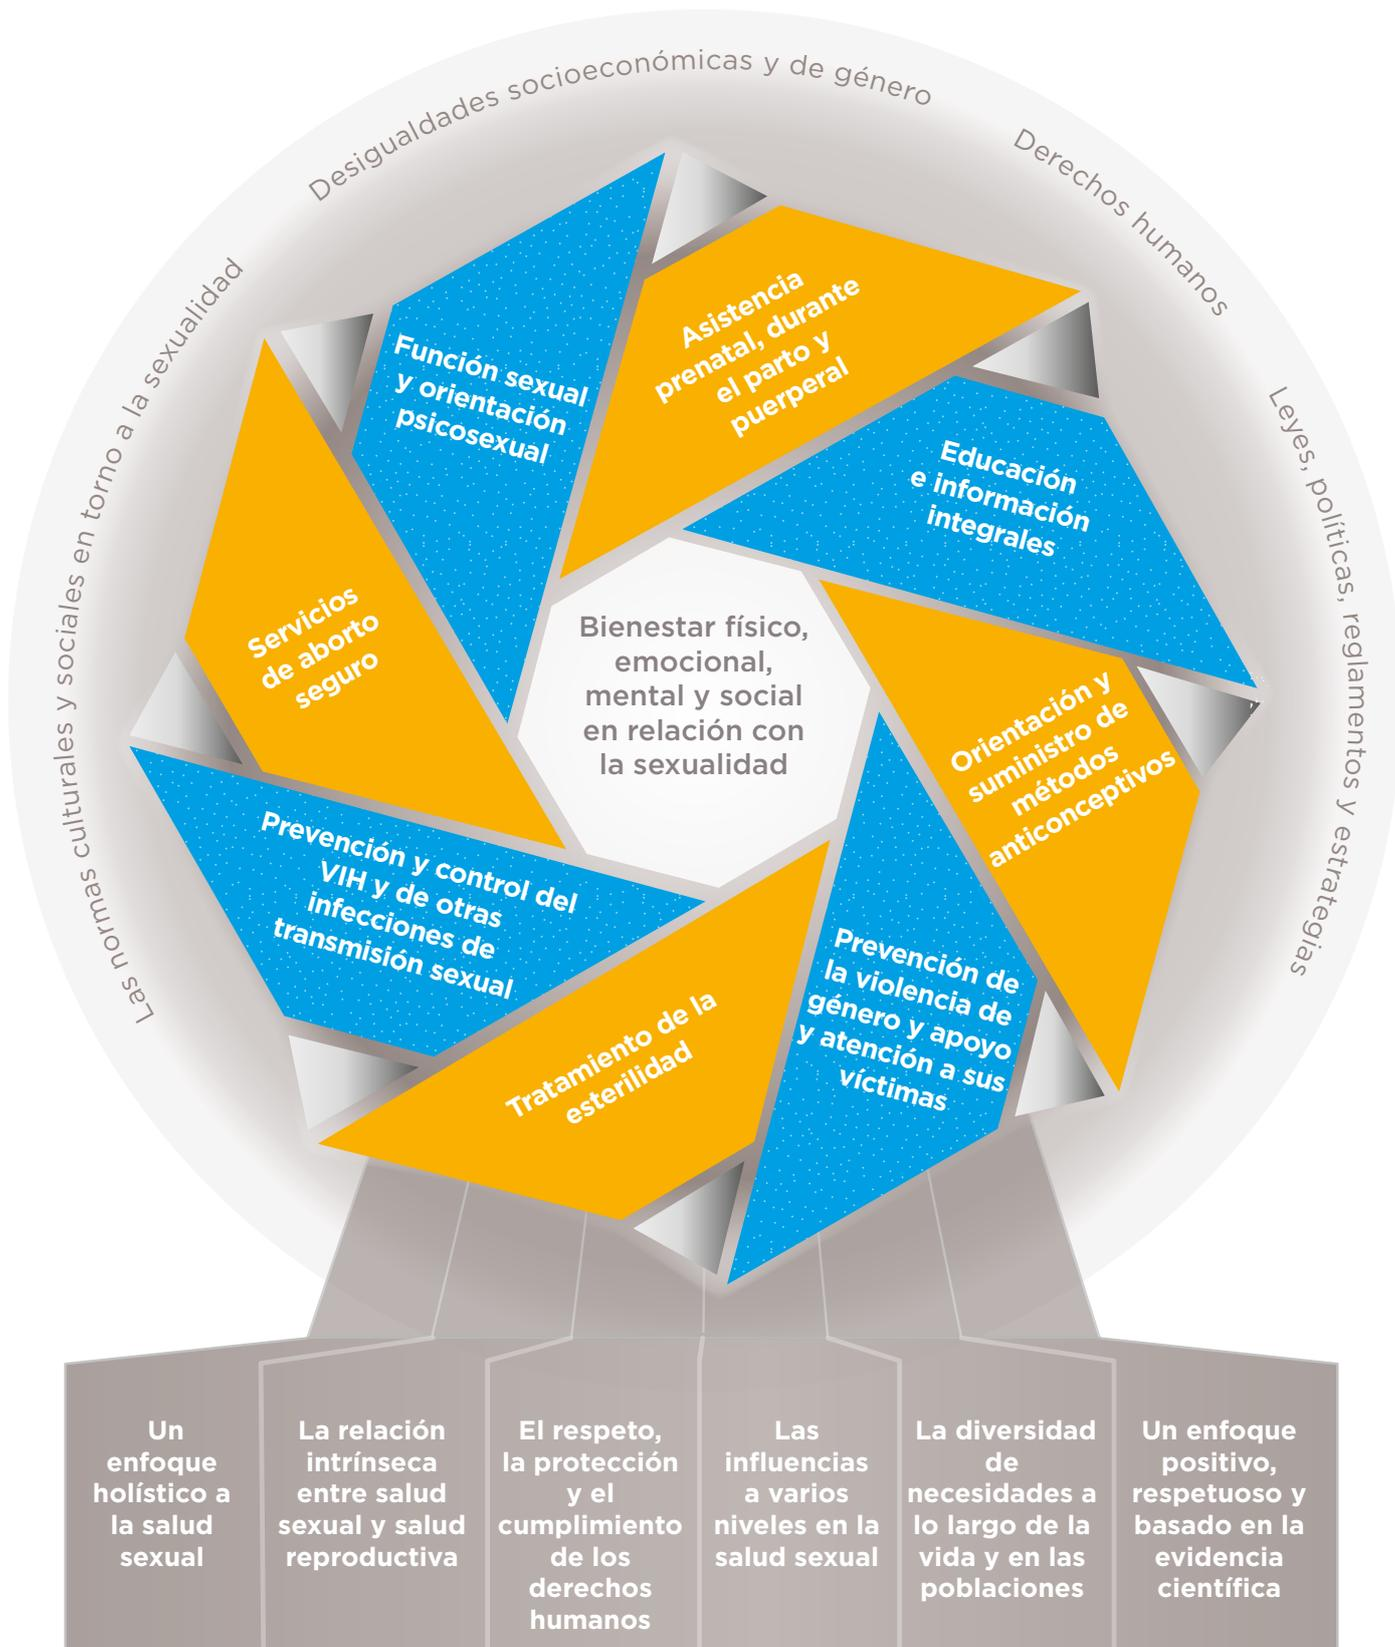 Desigualdades socioeconómicas y de género
Derechos humanos
Leyes, políticas, reglamentos y estrategias
Las normas culturales y sociales en torno a la sexualidad
Función sexual
y orientación
psicosexual
Asistencia
prenatal, durante
el parto y
puerperal
Educación
e información
integrales
Orientación y
suministro de
métodos
anticonceptivos
Prevención de
la violencia de
género y apoyo
y atención a sus
víctimas
Tratamiento de la
esterilidad
Prevención y control del
VIH y de otras
infecciones de
transmisión sexual
Servicios
de aborto
seguro
Bienestar físico,
emocional,
mental y social
en relación con
la sexualidad
Un
enfoque
holístico a
la salud
sexual
La relación
intrínseca
entre salud
sexual y salud
reproductiva
El respeto,
la protección
y el
cumplimiento
de los
derechos
humanos
Las
influencias
a varios
niveles en la
salud sexual
La diversidad
de
necesidades a
lo largo de la
vida y en las
poblaciones
Un enfoque
positivo,
respetuoso y
basado en la
evidencia
científica